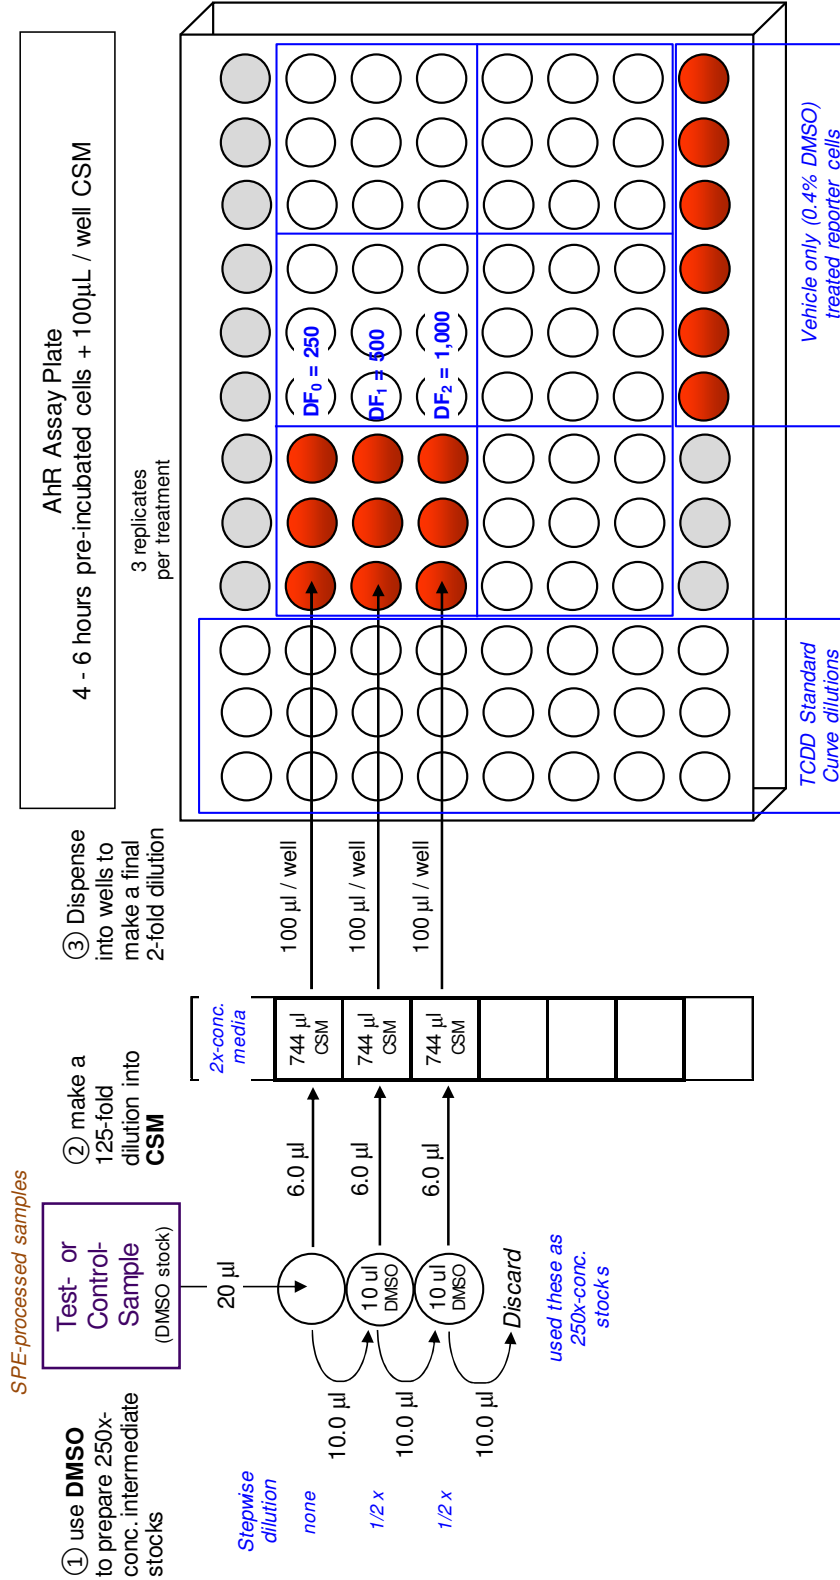 SPE-processed samples
① use DMSO
to prepare 250x-
conc. intermediate
stocks
Test- or
Control-
Sample
(DMSO stock)
② make a
125-fold
dilution into
CSM
③ Dispense
into wells to
make a final
2-fold dilution
AhR Assay Plate
4 - 6 hours pre-incubated cells + 100µL / well CSM
3 replicates
per treatment
Stepwise
dilution
none
1/2 x
1/2 x
20 µl
10.0 µl
10.0 µl
10.0 µl
10 ul
DMSO
10 ul
DMSO
Discard
used these as
250x-conc.
stocks
6.0 µl
6.0 µl
6.0 µl
2x-conc.
media
744 µl
CSM
744 µl
CSM
744 µl
CSM
100 µl / well
100 µl / well
100 µl / well
DF0 = 250
DF1 = 500
DF2 = 1,000
TCDD Standard
Curve dilutions
Vehicle only (0.4% DMSO)
treated reporter cells